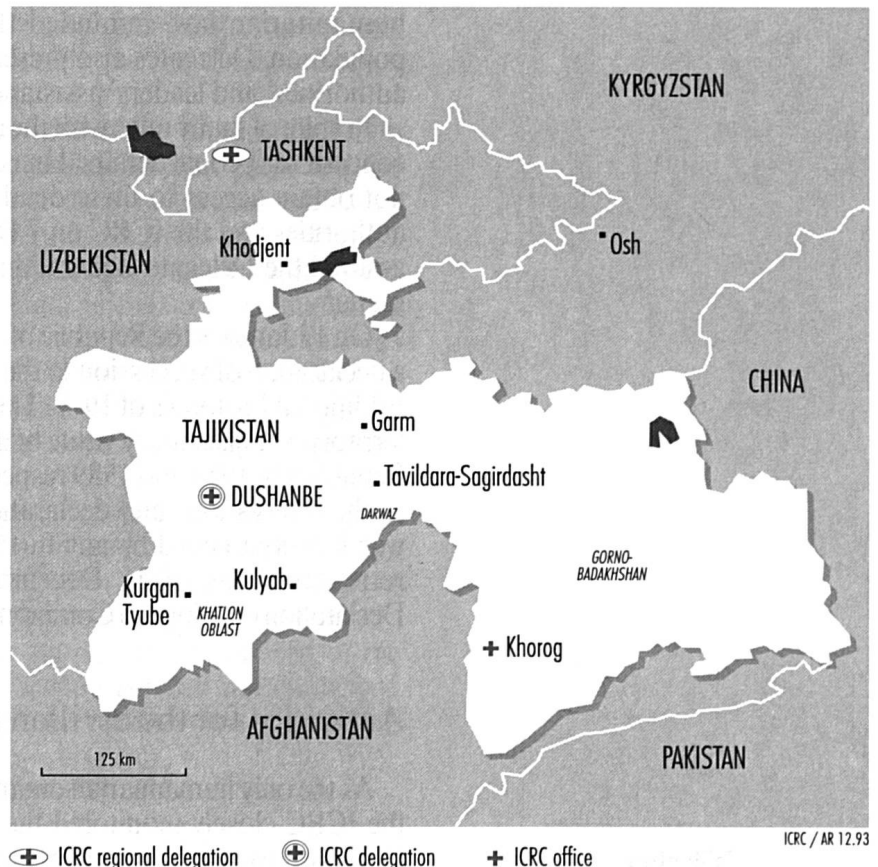 KYRGYZSTAN
TASHKENT
Khodjent
Osh
UZBEKISTAN
CHINA
TAJIKISTAN
Garm
Tavildara-Sagirdasht
DUSHANBE
DARWAZ
GORNO-
BADAKHSHAN
Kurgan
Tyube
Kulyab
KHATLON
OBLAST
Khorog
AFGHANISTAN
PAKISTAN
125 km
ICRC / AR 12.93
ICRC regional delegation
ICRC delegation
ICRC office